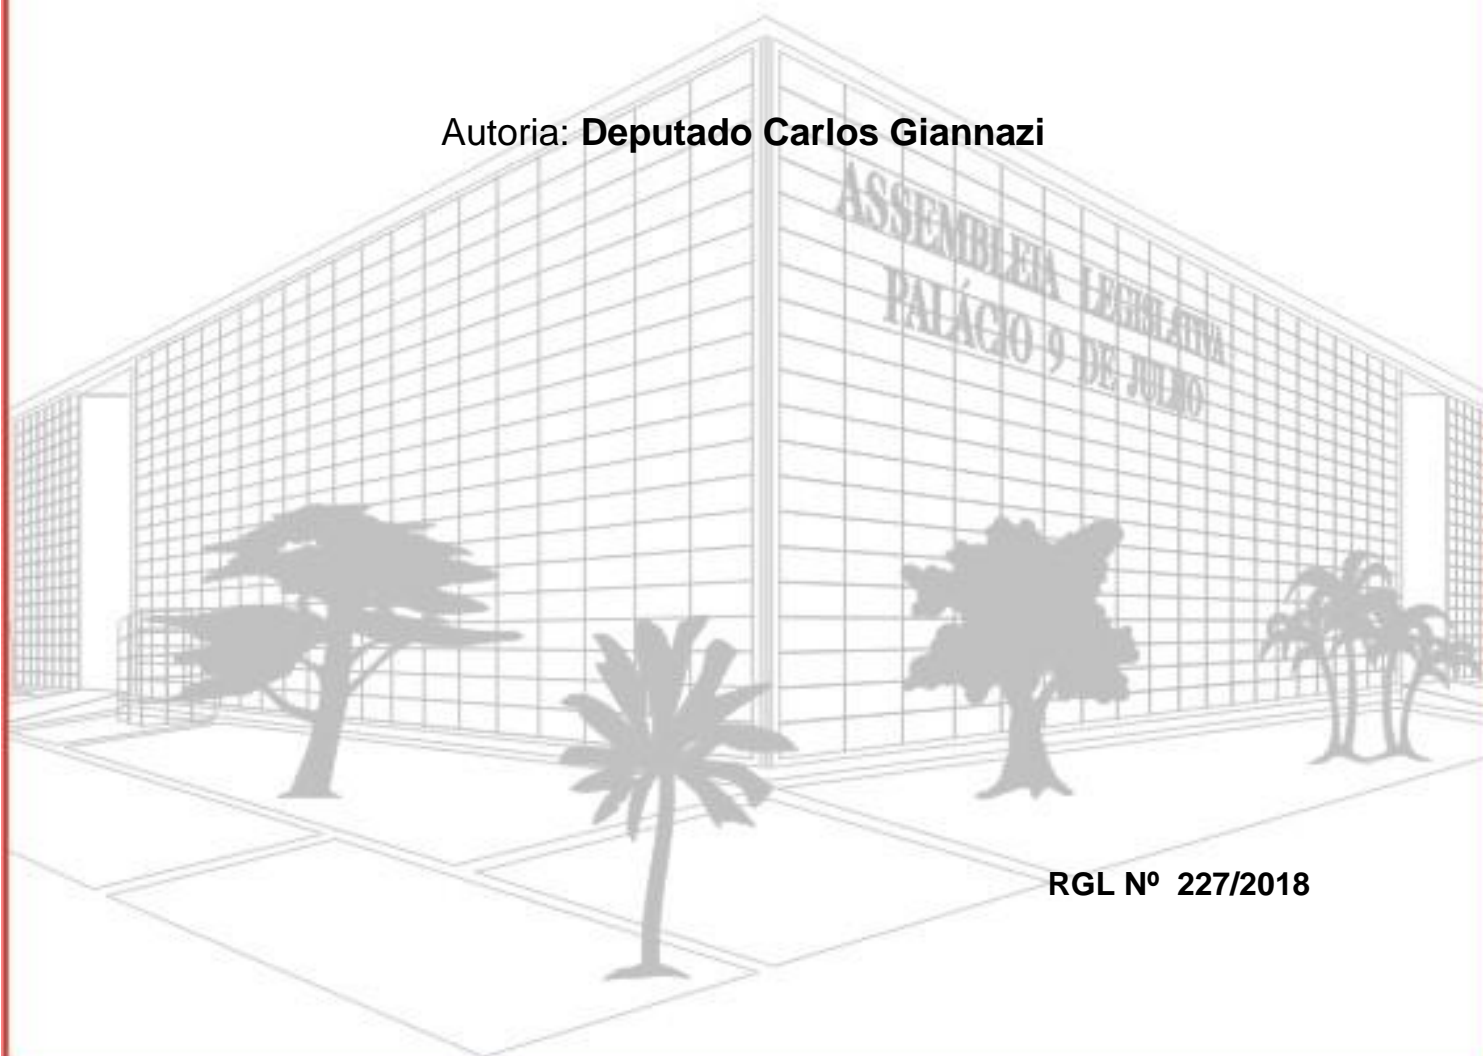 Autoria: Deputado Carlos Giannazi
ASSEMBLEIA LEGISLATIVA
PALÁCIO 9 DE JULHO
RGL Nº 227/2018